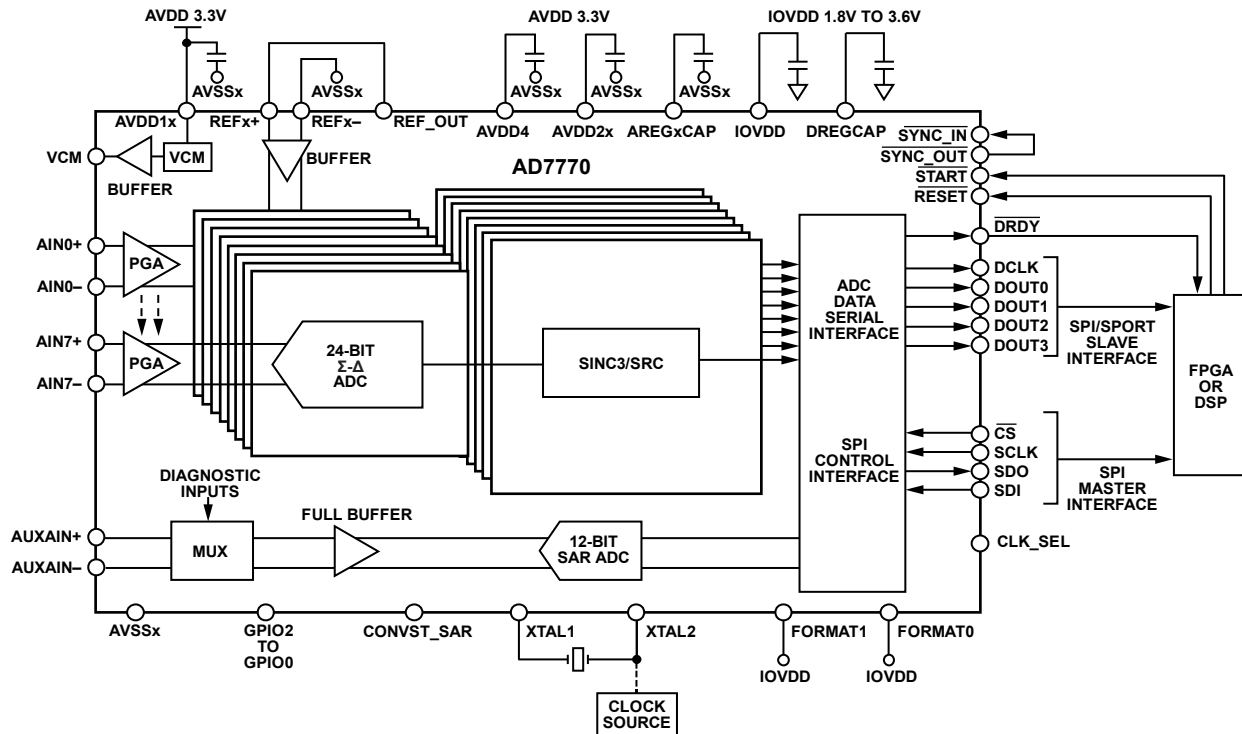 AVDD 3.3V
AVDD 3.3V
IOVDD 1.8V TO 3.6V
AVSSx
AVSSx
AVSSx
AVSSx
AVSSx
AVDD1x
REFx+
REFx–
REF_OUT
AVDD4
AVDD2x
AREGxCAP
IOVDD
DREGCAP
SYNC_IN
SYNC_OUT
START
RESET
VCM
VCM
BUFFER
BUFFER
AD7770
AIN0+
PGA
AIN0–
AIN7+
PGA
AIN7–
24-BIT
Σ-Δ
ADC
SINC3/SRC
ADC
DATA
SERIAL
INTERFACE
SPI
CONTROL
INTERFACE
DRDY
DCLK
DOUT0
DOUT1
DOUT2
DOUT3
SPI/SPORT
SLAVE
INTERFACE
FPGA
OR
DSP
CS
SCLK
SDO
SDI
SPI
MASTER
INTERFACE
CLK_SEL
DIAGNOSTIC
INPUTS
AUXAIN+
AUXAIN–
MUX
FULL BUFFER
12-BIT
SAR ADC
AVSSx
GPIO2
TO
GPIO0
CONVST_SAR
XTAL1
XTAL2
CLOCK
SOURCE
FORMAT1
FORMAT0
IOVDD
IOVDD